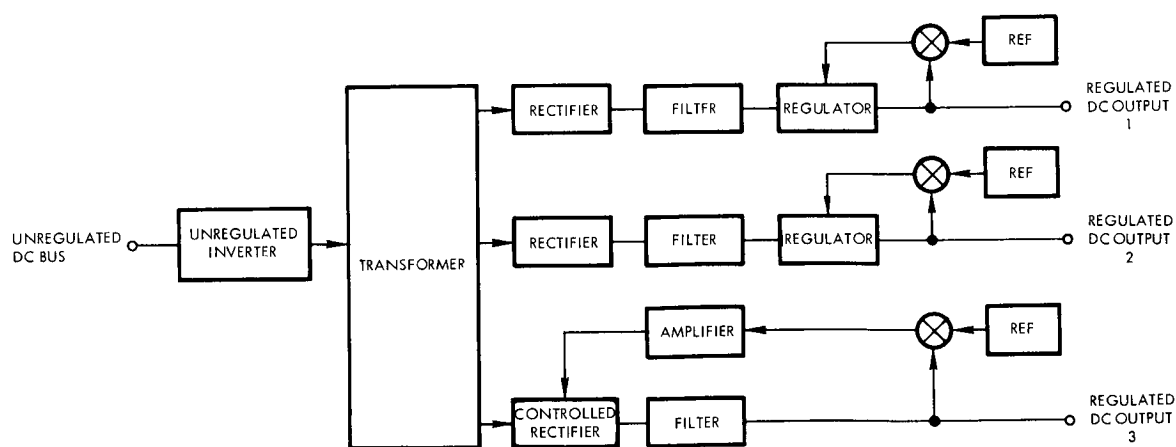 REF
REGULATED
DC OUTPUT
1
RECTIFIER
FILTFR
REGULATOR
REF
UNREGULATED
DC BUS
UNREGULATED
INVERTER
TRANSFORMER
RECTIFIER
FILTER
REGULATOR
REGULATED
DC OUTPUT
2
AMPLIFIER
REF
CONTROLLED
RECTIFIER
FILTER
REGULATED
DC OUTPUT
3